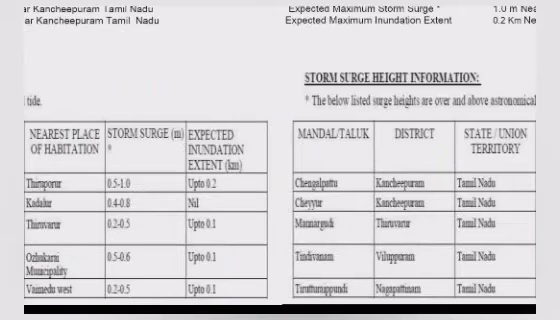 ar Kancheepuram Tamil Nadu
ar Kancheepuram Tamil Nadu
tide.
NEAREST PLACE OF HABITATION STORM SURGE (m) * EXPECTED INUNDATION EXTENT (km)
Thiruporur 0.5-1.0 Upto 0.2
Kadalur 0.4-0.8 Nil
Thiruvarur 0.2-0.5 Upto 0.1
Ozhukarai Municipality 0.5-0.6 Upto 0.1
Vaimedu west 0.2-0.5 Upto 0.1
Expected Maximum Storm Surge * 1.0 m Nea
Expected Maximum Inundation Extent 0.2 Km Ne
STORM SURGE HEIGHT INFORMATION:
* The below listed surge heights are over and above astronomical
MANDAL/TALUK DISTRICT STATE / UNION TERRITORY
Chengalpattu Kancheepuram Tamil Nadu
Cheyyur Kancheepuram Tamil Nadu
Mannargudi Thiruvarur Tamil Nadu
Tindivanam Viluppuram Tamil Nadu
Tirutturaippundi Nagapattinam Tamil Nadu